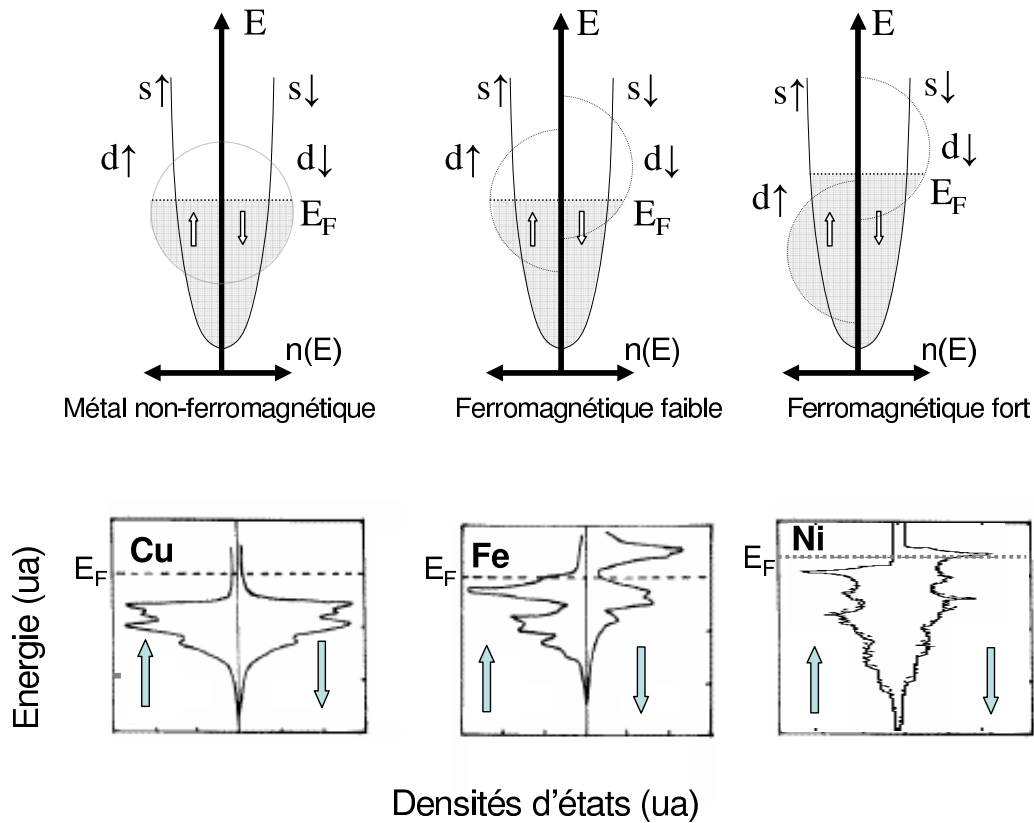 E
s↑ s↓
d↑ d↓
E_F
n(E)
Métal non-ferromagnétique
E
s↑ s↓
d↑ d↓
E_F
n(E)
Ferromagnétique faible
E
s↑ s↓
d↑ d↓
E_F
n(E)
Ferromagnétique fort
Energie (ua)
E_F
Cu
E_F
Fe
E_F
Ni
Densités d'états (ua)